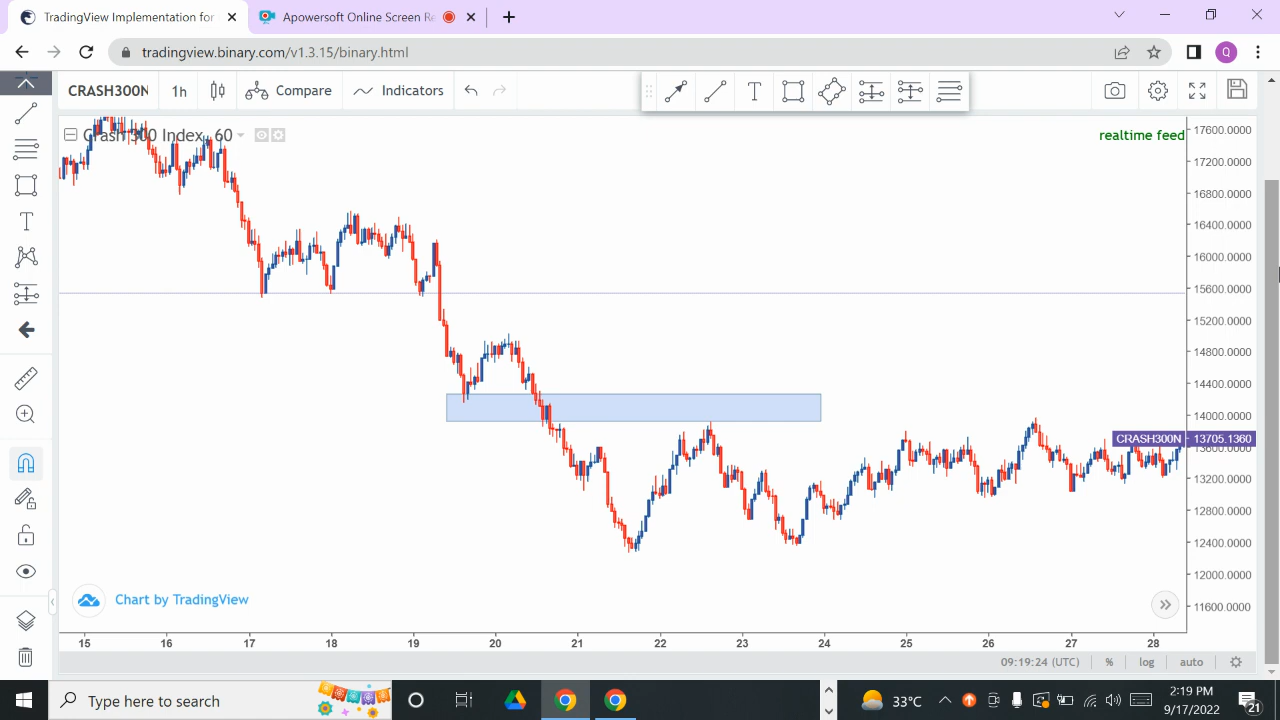 TradingView Implementation for
Apowersoft Online Screen Re
tradingview.binary.com/v1.3.15/binary.html
Q
CRASH300N
1h
Compare
Indicators
T
Crash 300 Index, 60
realtime feed
T
17600.0000
17200.0000
16800.0000
16400.0000
16000.0000
15600.0000
15200.0000
14800.0000
14400.0000
14000.0000
CRASH300N
13705.1360
13600.0000
13200.0000
12800.0000
12400.0000
12000.0000
11600.0000
Chart by TradingView
15 16 17 18 19 20 21 22 23 24 25 26 27 28
09:19:24 (UTC)
%
log
auto
Type here to search
33°C
2:19 PM
9/17/2022
21